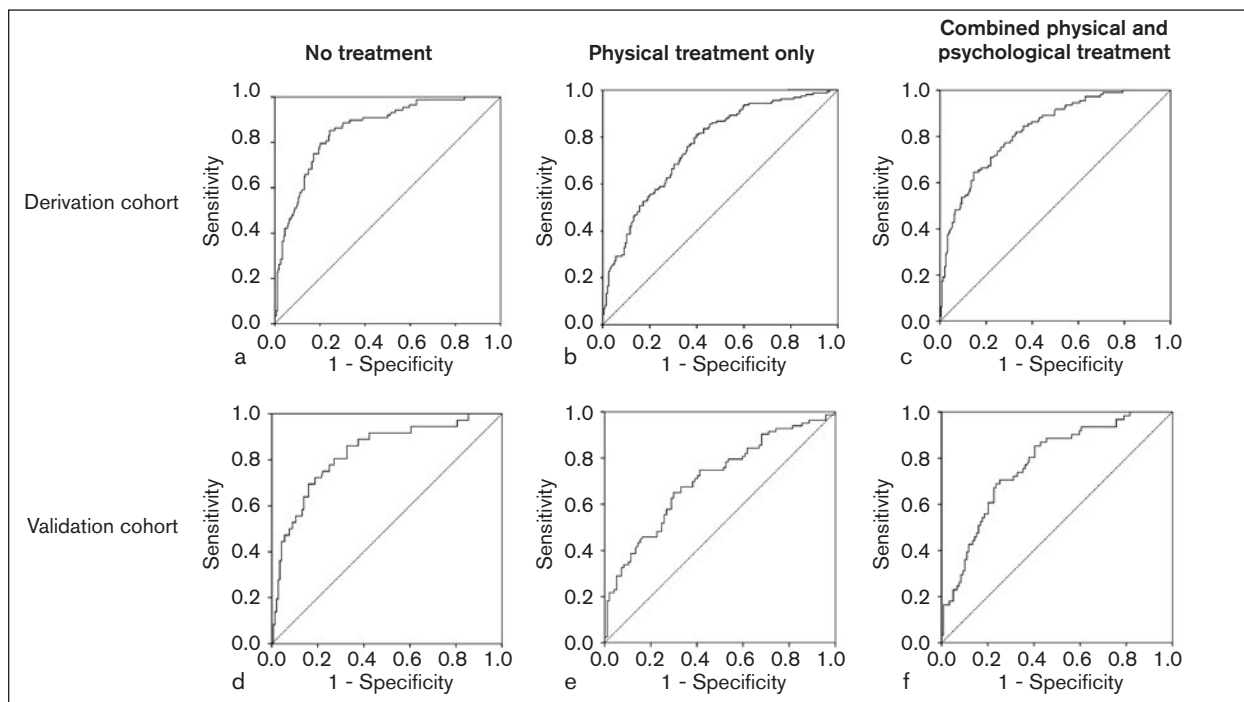 No treatment
Physical treatment only
Combined physical and
psychological treatment
Derivation cohort
Sensitivity
1.0
0.8
0.6
0.4
0.2
0.0
0.0 0.2 0.4 0.6 0.8 1.0
a
1 - Specificity
Sensitivity
1.0
0.8
0.6
0.4
0.2
0.0
0.0 0.2 0.4 0.6 0.8 1.0
b
1 - Specificity
Sensitivity
1.0
0.8
0.6
0.4
0.2
0.0
0.0 0.2 0.4 0.6 0.8 1.0
c
1 - Specificity
Validation cohort
Sensitivity
1.0
0.8
0.6
0.4
0.2
0.0
0.0 0.2 0.4 0.6 0.8 1.0
d
1 - Specificity
Sensitivity
1.0
0.8
0.6
0.4
0.2
0.0
0.0 0.2 0.4 0.6 0.8 1.0
e
1 - Specificity
Sensitivity
1.0
0.8
0.6
0.4
0.2
0.0
0.0 0.2 0.4 0.6 0.8 1.0
f
1 - Specificity